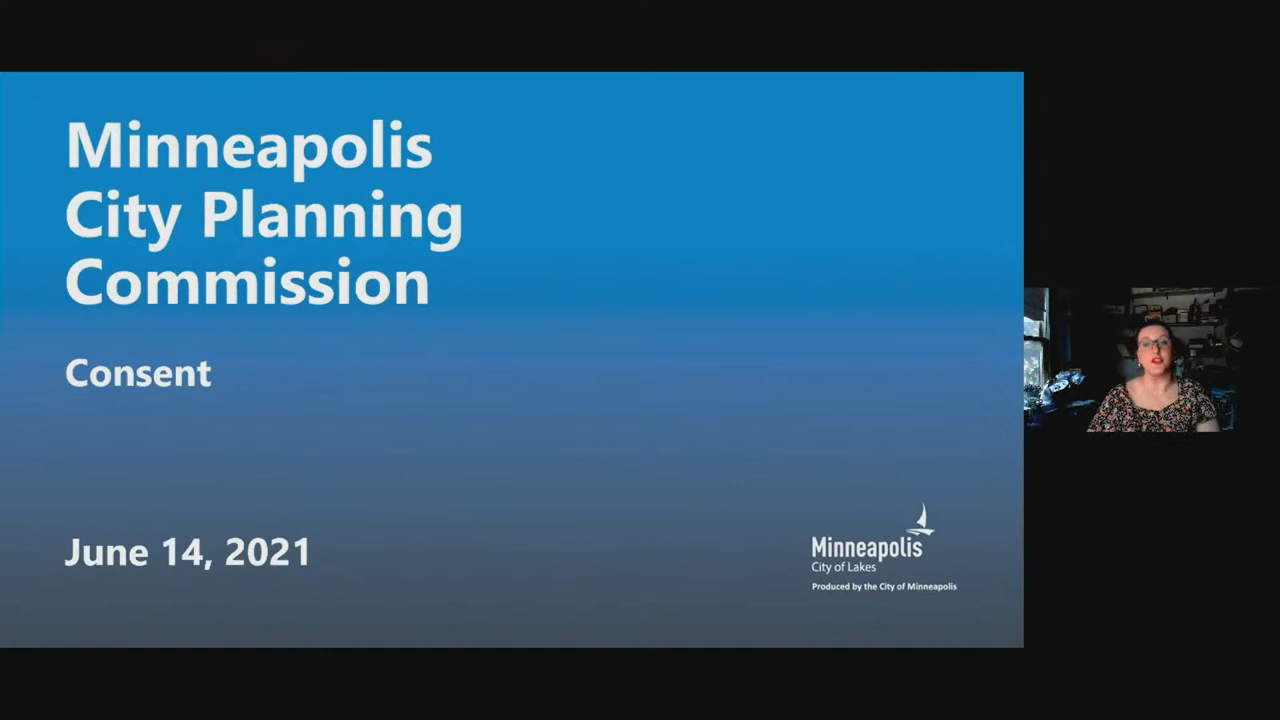 Minneapolis
City Planning
Commission
Consent
June 14, 2021
Minneapolis
City of Lakes
Produced by the City of Minneapolis